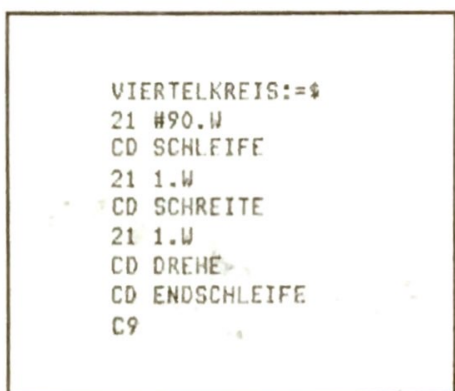 VIERTELKREIS:=$
21 #90.W
CD SCHLEIFE
21 1.W
CD SCHREITE
21 1.W
CD DREHE
CD ENDSCHLEIFE
C9